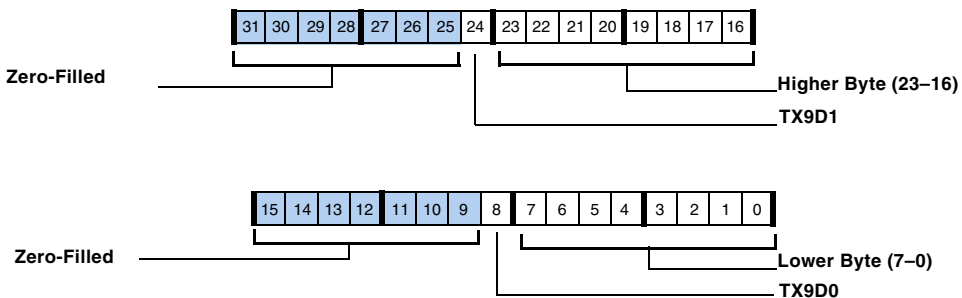 31 30 29 28 27 26 25 24 23 22 21 20 19 18 17 16
Zero-Filled
Higher Byte (23–16)
TX9D1
15 14 13 12 11 10 9 8 7 6 5 4 3 2 1 0
Zero-Filled
Lower Byte (7–0)
TX9D0